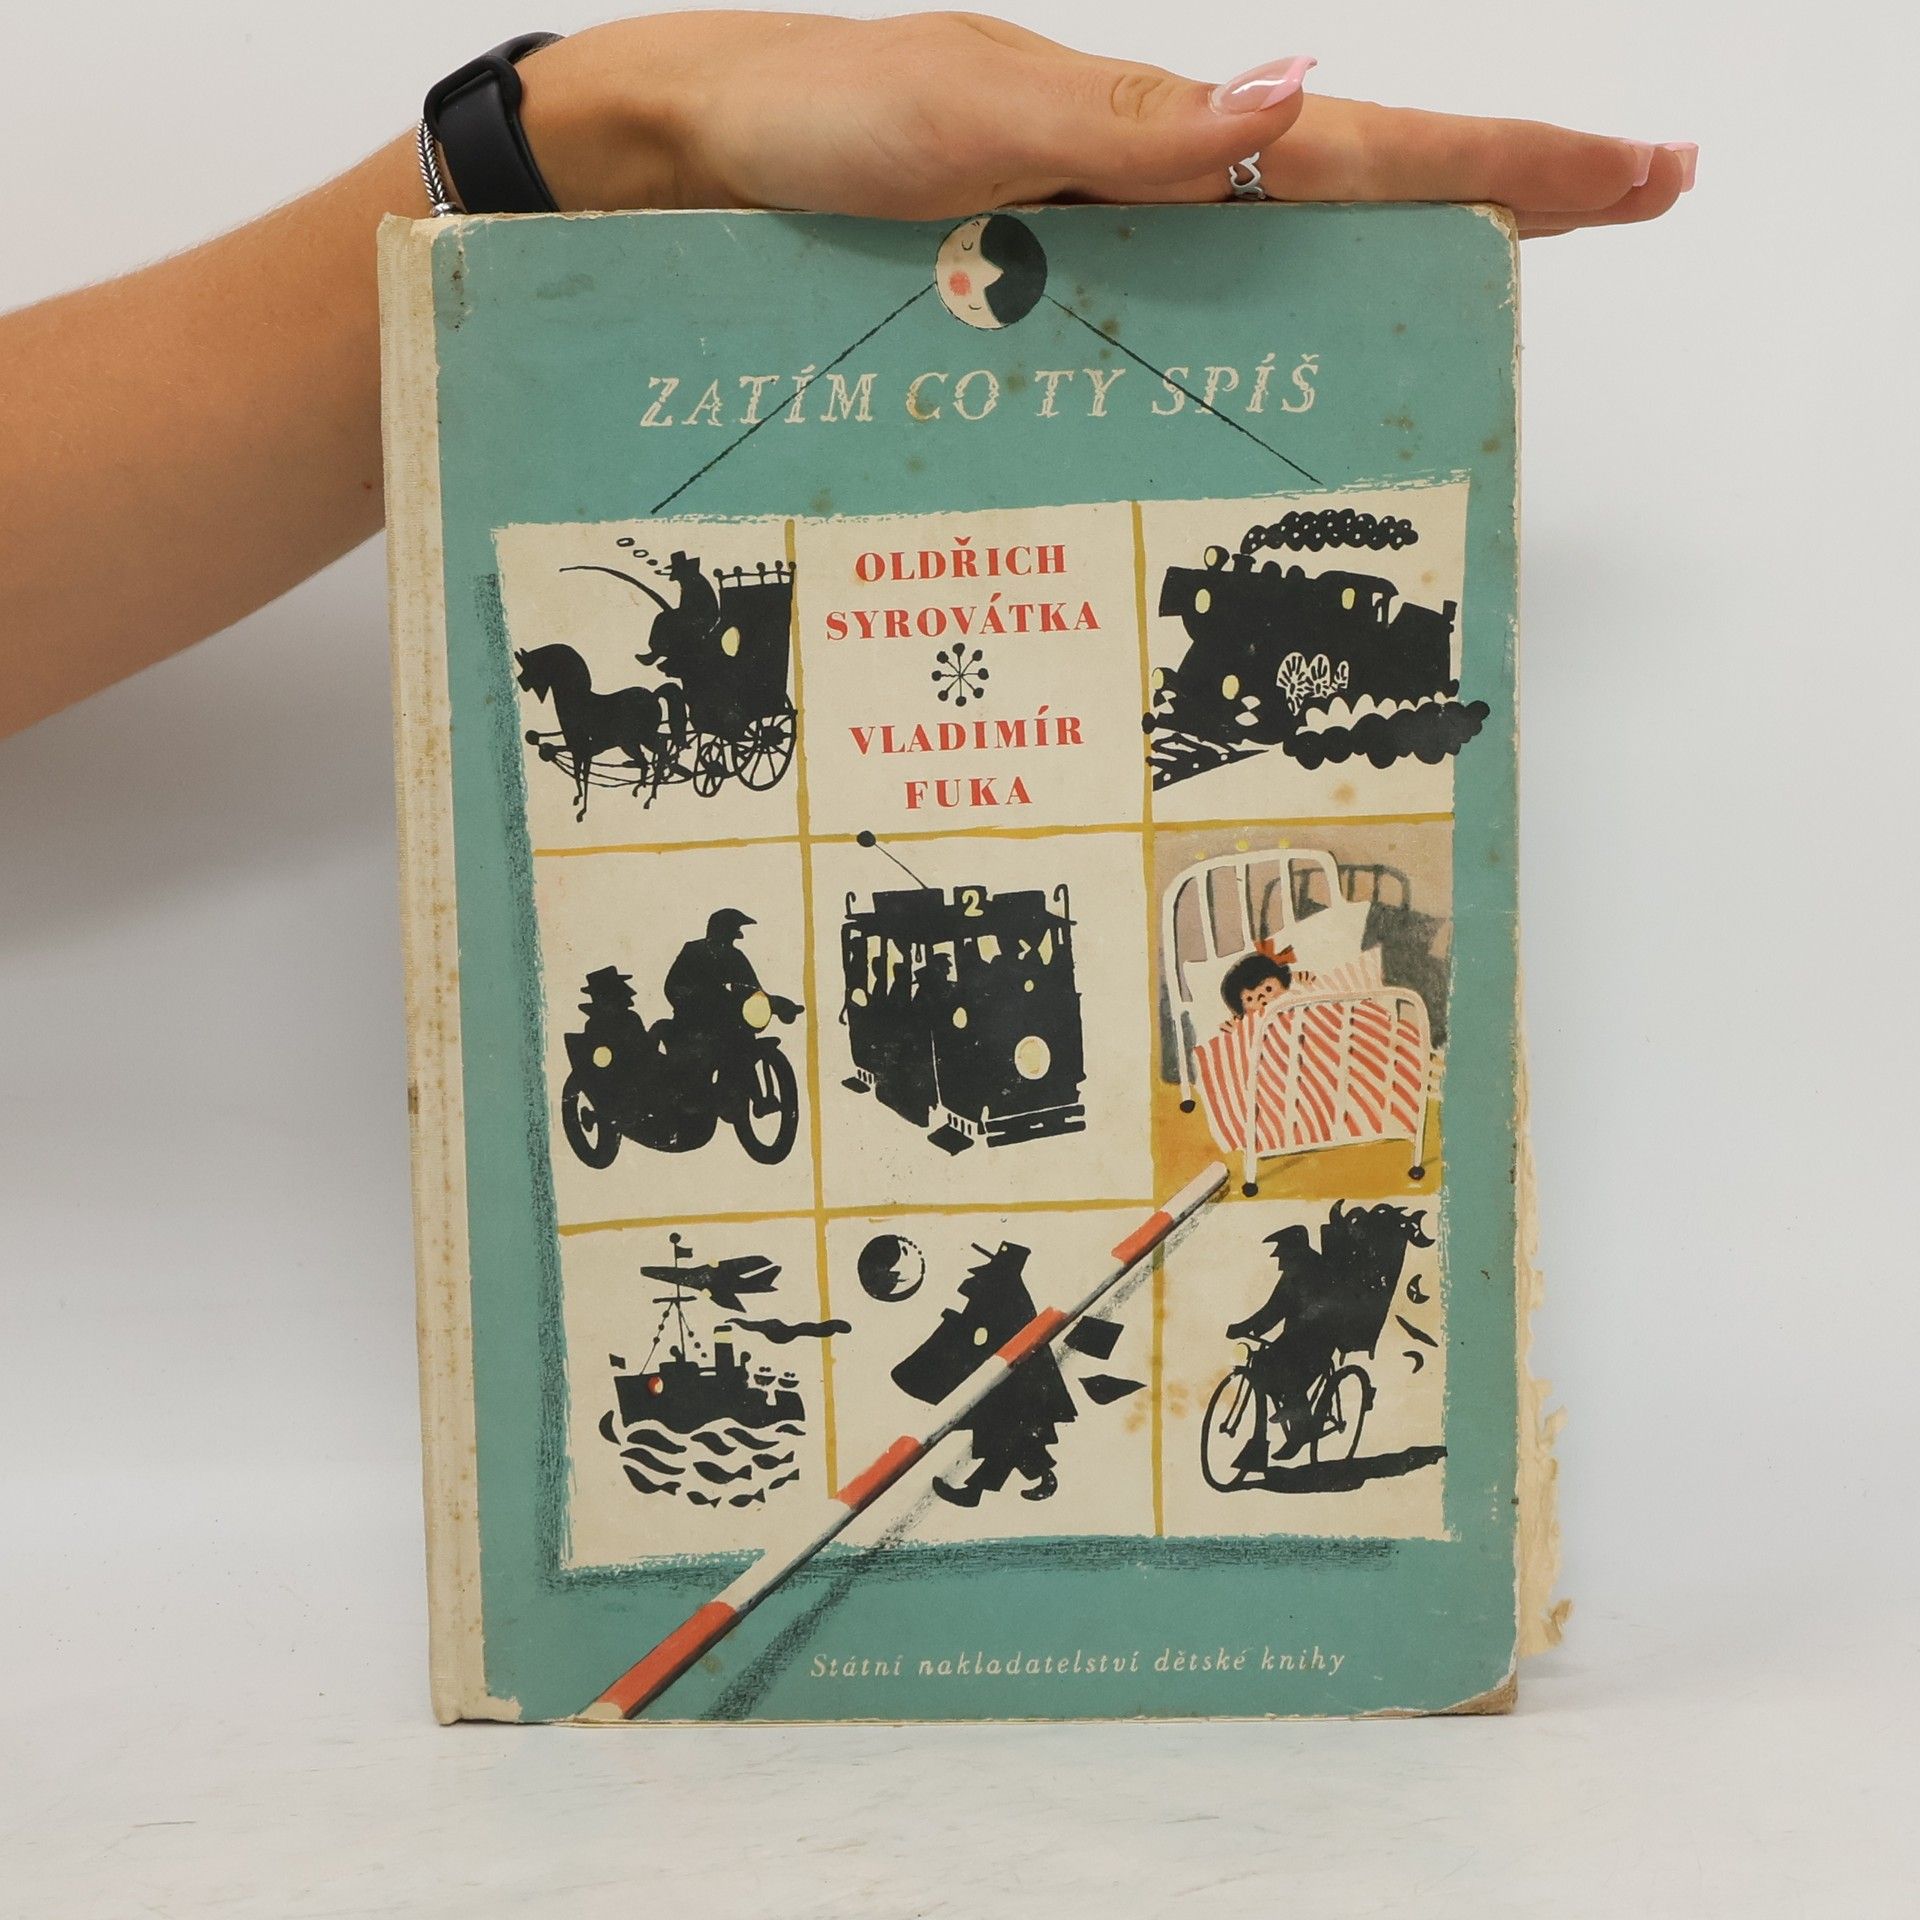 ZATÍM CO TY SPÍŠ
OLDŘICH
SYROVÁTKA
VLADIMÍR
FUKA
2
Státní nakladatelství dětské knihy